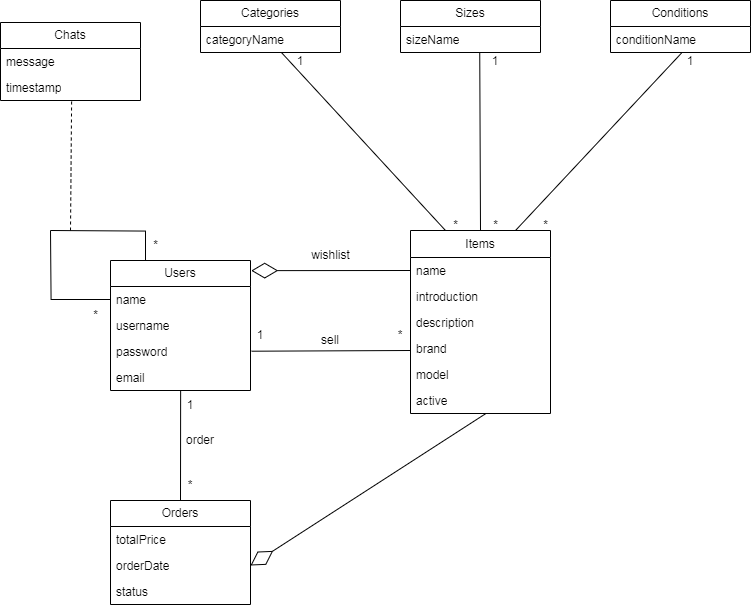 Categories
categoryName
1
Sizes
sizeName
1
Conditions
conditionName
1
Chats
message
timestamp
*
*
*
*
*
Users
name
username
password
email
wishlist
1
sell
*
Items
name
introduction
description
brand
model
active
1
order
*
Orders
totalPrice
orderDate
status